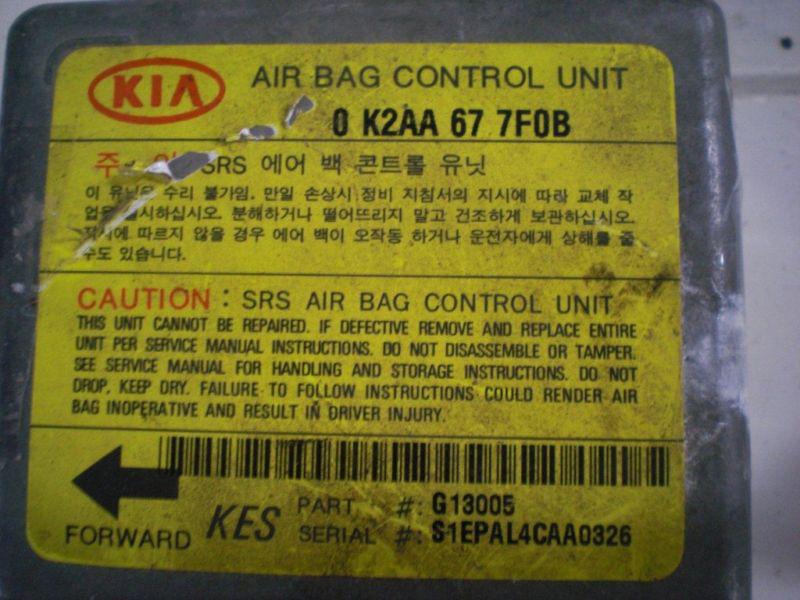 KIA AIR BAG CONTROL UNIT
0 K2AA 67 7F0B
주 의 SRS 에어 백 콘트롤 유닛
이 유닛은 수리 불가임. 만일 손상시 정비 지침서의 지시에 따라 교체 작
업을 실시하십시오. 분해하거나 떨어뜨리지 말고 건조하게 보관하십시오.
지시에 따르지 않을 경우 에어 백이 오작동 하거나 운전자에게 상해를 줄
수도 있습니다.
CAUTION : SRS AIR BAG CONTROL UNIT
THIS UNIT CANNOT BE REPAIRED. IF DEFECTIVE REMOVE AND REPLACE ENTIRE
UNIT PER SERVICE MANUAL INSTRUCTIONS. DO NOT DISASSEMBLE OR TAMPER.
SEE SERVICE MANUAL FOR HANDLING AND STORAGE INSTRUCTIONS. DO NOT
DROP, KEEP DRY. FAILURE TO FOLLOW INSTRUCTIONS COULD RENDER AIR
BAG INOPERATIVE AND RESULT IN DRIVER INJURY.
PART #: G13005
FORWARD KES SERIAL #: S1EPAL4CAA0326